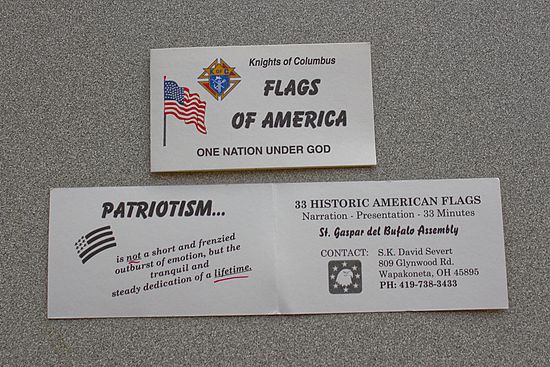 Knights of Columbus
K OF C
FLAGS
OF AMERICA
ONE NATION UNDER GOD
PATRIOTISM...
is not a short and frenzied
outburst of emotion, but the
tranquil and
steady dedication of a lifetime.
33 HISTORIC AMERICAN FLAGS
Narration - Presentation - 33 Minutes
St. Gaspar del Bufalo Assembly
CONTACT: S.K. David Severt
809 Glynwood Rd.
Wapakoneta, OH 45895
PH: 419-738-3433